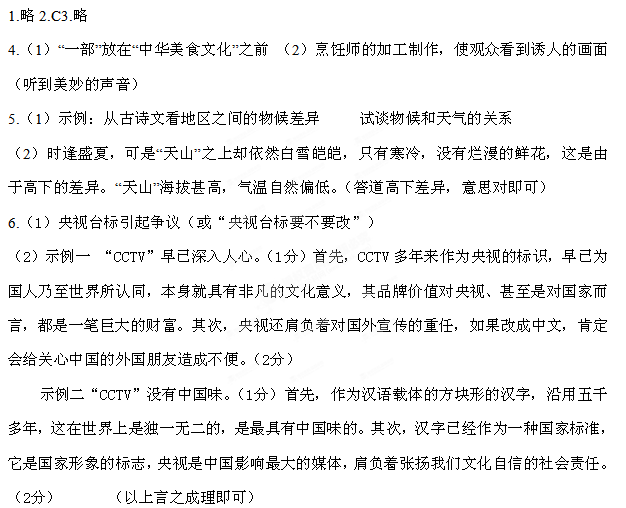 1.略 2.C3.略
4.（1）“一部”放在“中华美食文化”之前 （2）烹饪师的加工制作，使观众看到诱人的画面
（听到美妙的声音）
5.（1）示例：从古诗文看地区之间的物候差异 试谈物候和天气的关系
（2）时逢盛夏，可是“天山”之上却依然白雪皑皑，只有寒冷，没有烂漫的鲜花，这是由
于高下的差异。“天山”海拔甚高，气温自然偏低。（答道高下差异，意思对即可）
6.（1）央视台标引起争议（或“央视台标要不要改”）
（2）示例一 “CCTV”早已深入人心。（1分）首先，CCTV多年来作为央视的标识，早已为
国人乃至世界所认同，本身就具有非凡的文化意义，其品牌价值对央视、甚至是对国家而
言，都是一笔巨大的财富。其次，央视还肩负着对国外宣传的重任，如果改成中文，肯定
会给关心中国的外国朋友造成不便。（2分）
示例二“CCTV”没有中国味。（1分）首先，作为汉语载体的方块形的汉字，沿用五千
多年，这在世界上是独一无二的，是最具有中国味的。其次，汉字已经作为一种国家标准，
它是国家形象的标志，央视是中国影响最大的媒体，肩负着张扬我们文化自信的社会责任。
（2分） （以上言之成理即可）